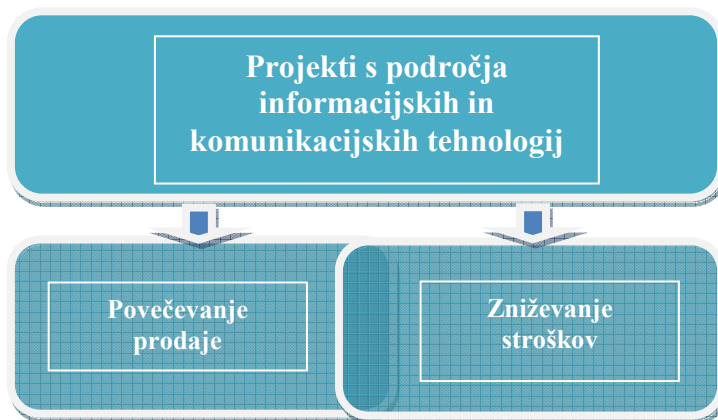 Projekti s področja
informacijskih in
komunikacijskih tehnologij
Povečevanje
prodaje
Zniževanje
stroškov